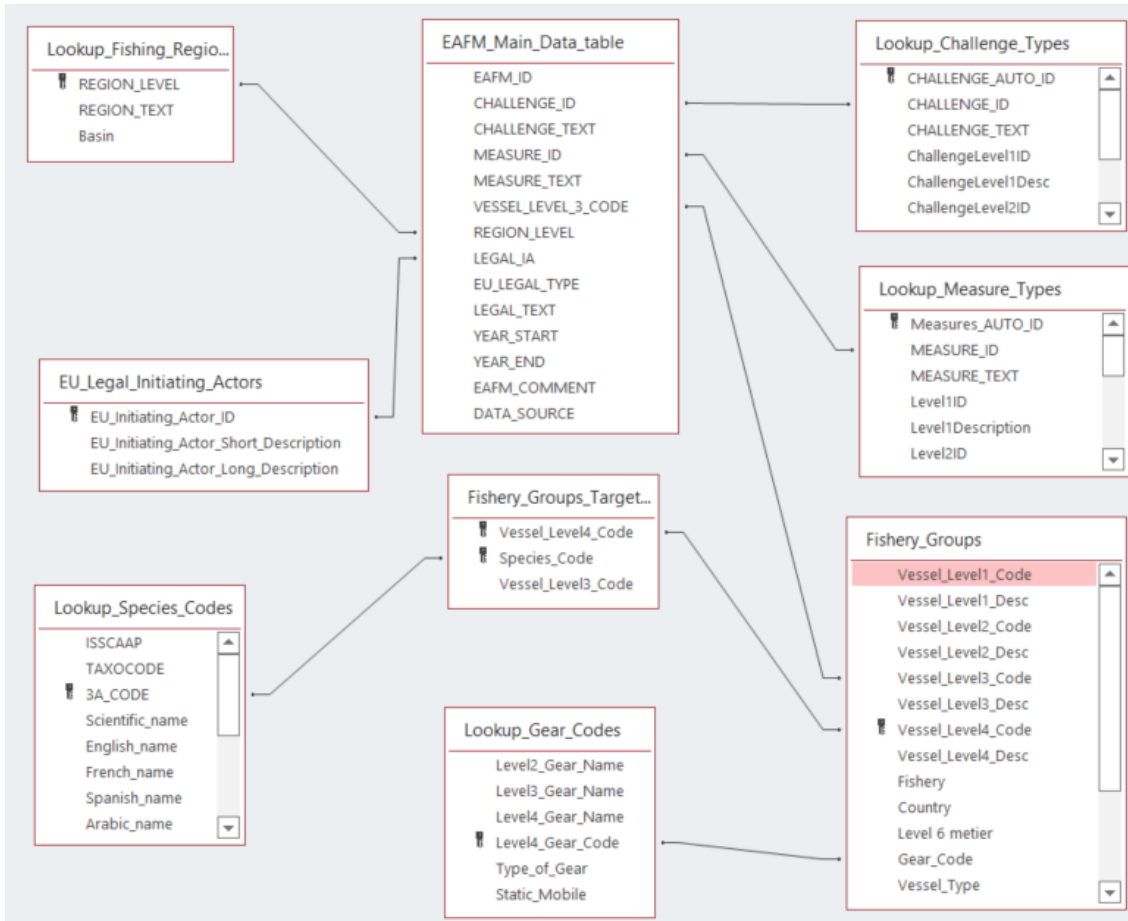 Lookup_Fishing_Regio...
REGION_LEVEL
REGION_TEXT
Basin
EAFM_Main_Data_table
EAFM_ID
CHALLENGE_ID
CHALLENGE_TEXT
MEASURE_ID
MEASURE_TEXT
VESSEL_LEVEL_3_CODE
REGION_LEVEL
LEGAL_IA
EU_LEGAL_TYPE
LEGAL_TEXT
YEAR_START
YEAR_END
EAFM_COMMENT
DATA_SOURCE
Lookup_Challenge_Types
CHALLENGE_AUTO_ID
CHALLENGE_ID
CHALLENGE_TEXT
ChallengeLevel1ID
ChallengeLevel1Desc
ChallengeLevel2ID
Lookup_Measure_Types
Measures_AUTO_ID
MEASURE_ID
MEASURE_TEXT
Level1ID
Level1Description
Level2ID
EU_Legal_Initiating_Actors
EU_Initiating_Actor_ID
EU_Initiating_Actor_Short_Description
EU_Initiating_Actor_Long_Description
Fishery_Groups_Target...
Vessel_Level4_Code
Species_Code
Vessel_Level3_Code
Fishery_Groups
Vessel_Level1_Code
Vessel_Level1_Desc
Vessel_Level2_Code
Vessel_Level2_Desc
Vessel_Level3_Code
Vessel_Level3_Desc
Vessel_Level4_Code
Vessel_Level4_Desc
Fishery
Country
Level 6 metier
Gear_Code
Vessel_Type
Lookup_Species_Codes
ISSCAAP
TAXOCODE
3A_CODE
Scientific_name
English_name
French_name
Spanish_name
Arabic_name
Lookup_Gear_Codes
Level2_Gear_Name
Level3_Gear_Name
Level4_Gear_Name
Level4_Gear_Code
Type_of_Gear
Static_Mobile